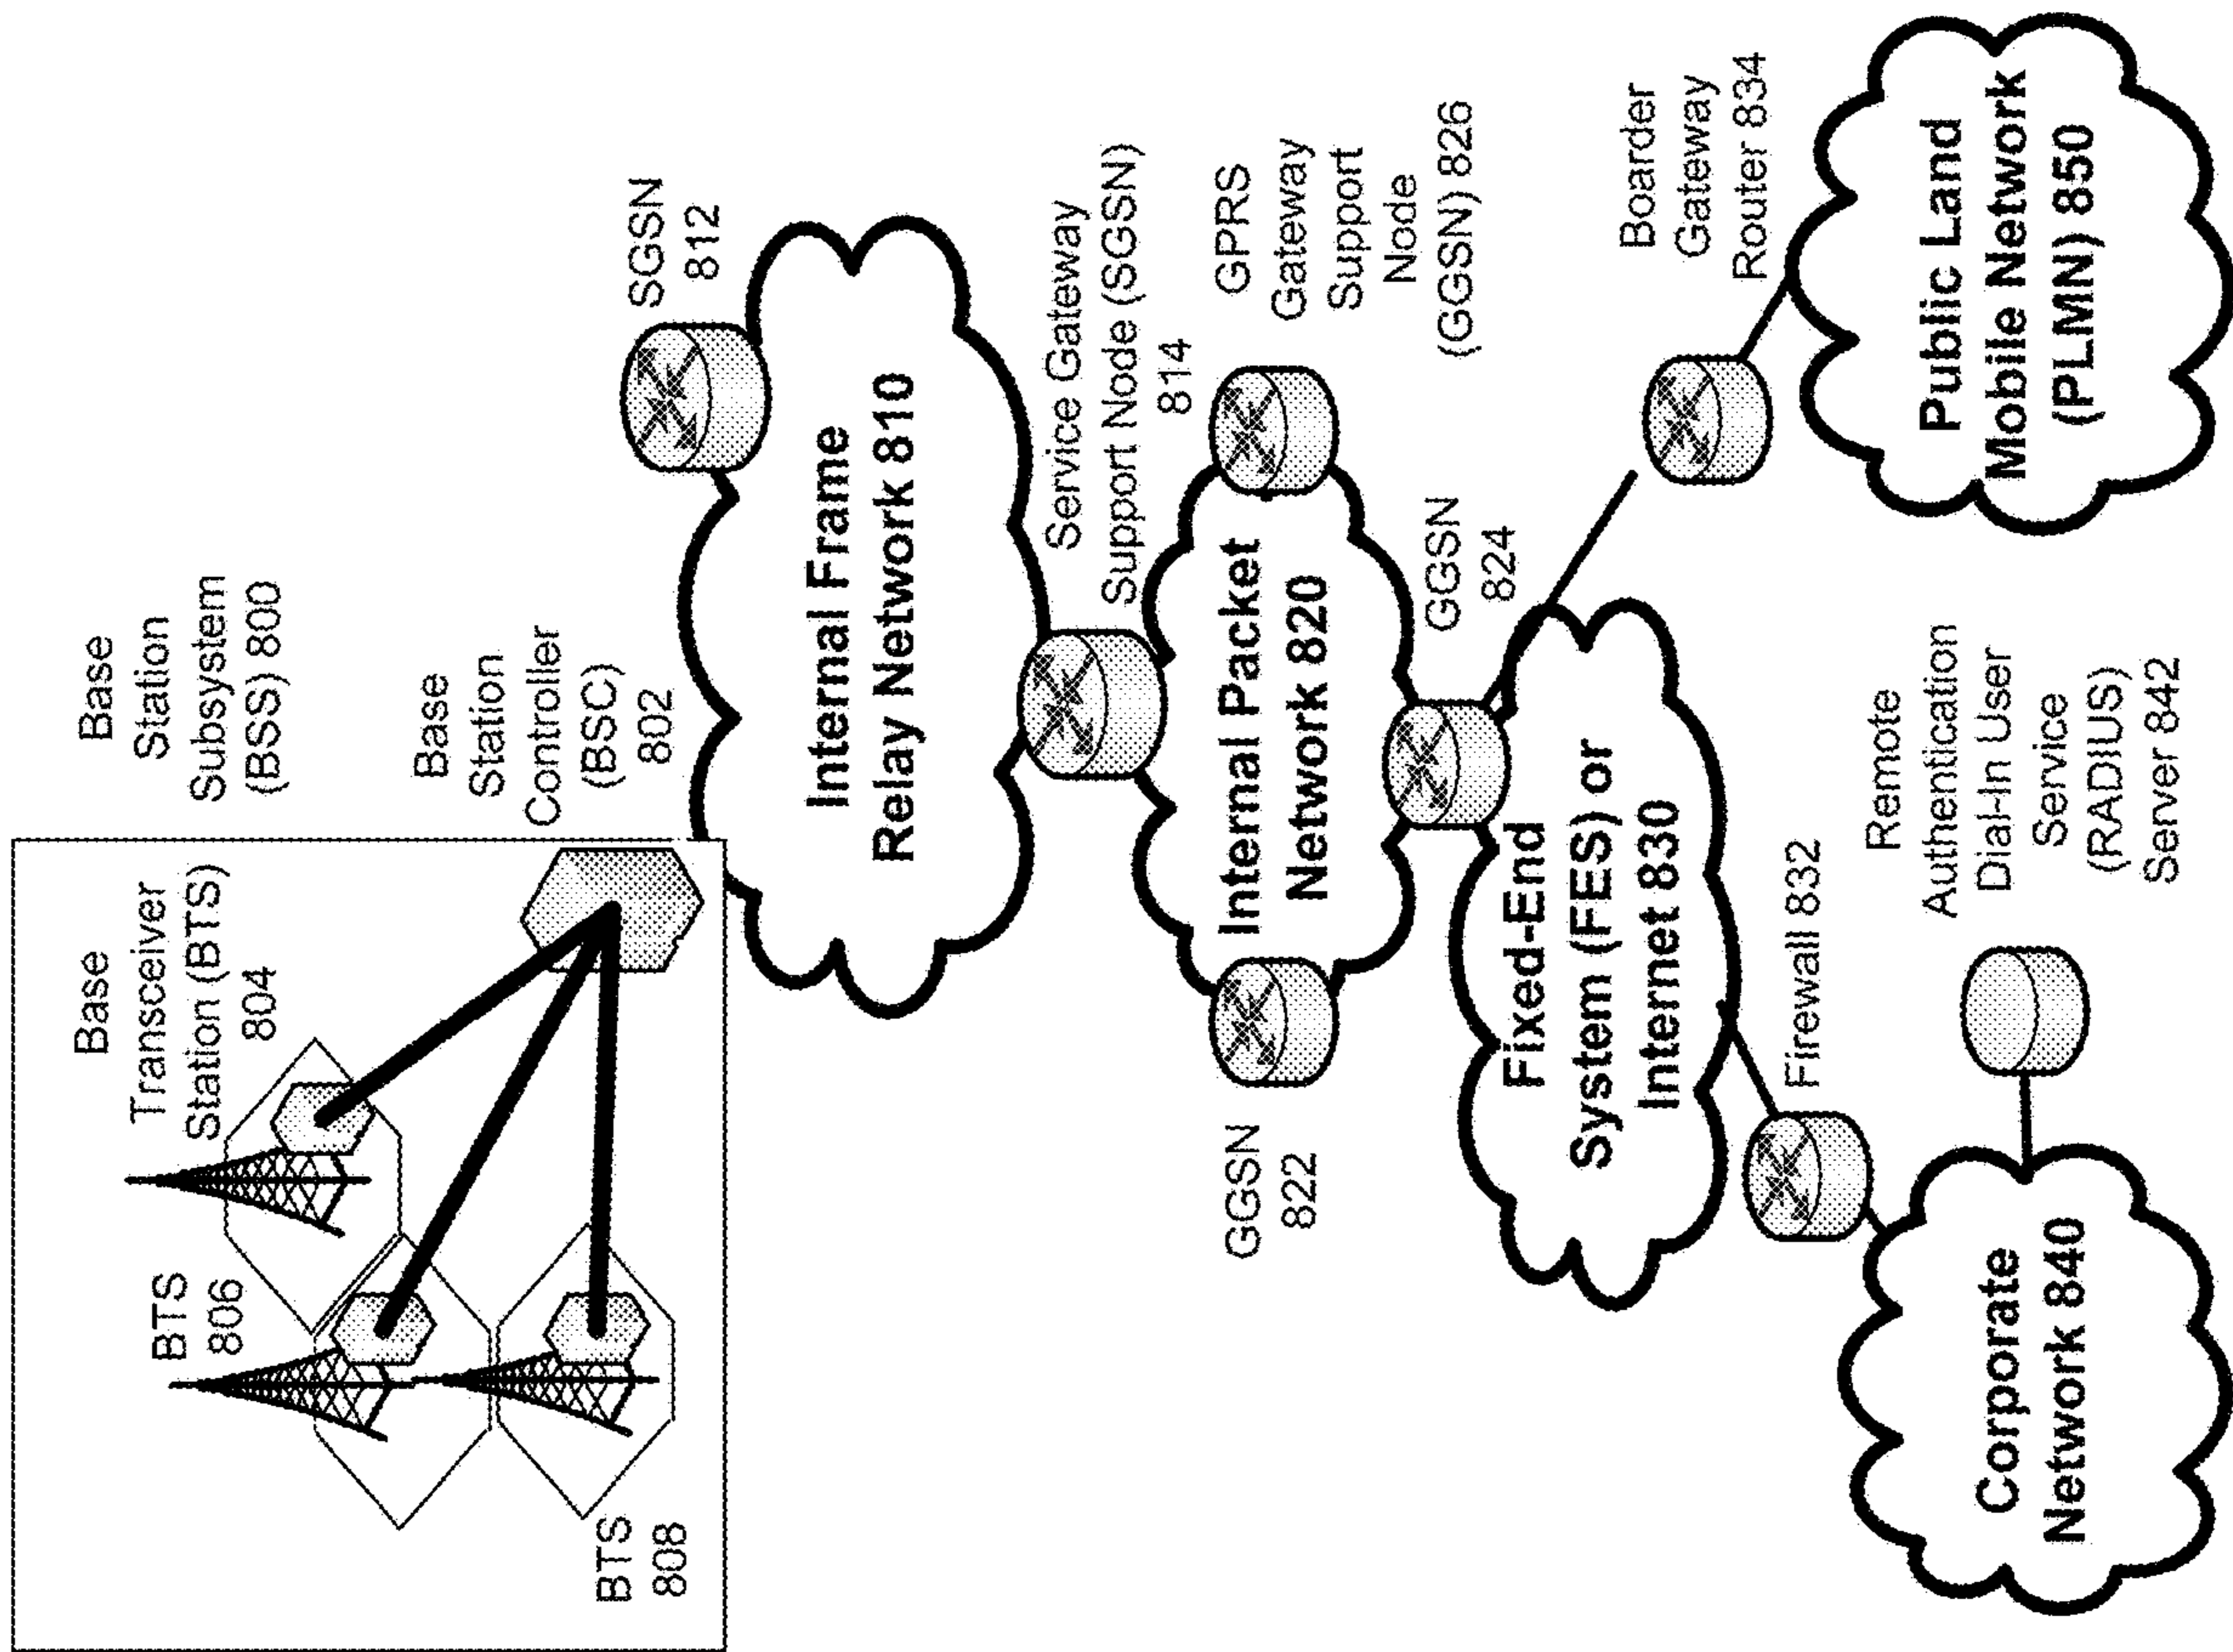 Base
Station
Subsystem
(BSS) 800
Base
Transceiver
Station (BTS)
804
BTS
806
BTS
808
Base
Station
Controller
(BSC)
802
SGSN
812
Internal Frame
Relay Network 810
Service Gateway
Support Node (SGSN)
814
GPRS
Gateway
Support
Node
(GGSN) 826
Internal Packet
Network 820
GGSN
822
GGSN
824
Fixed-End
System (FES) or
Internet 830
Boarder
Gateway
Router 834
Public Land
Mobile Network
(PLMN) 850
Firewall 832
Remote
Authentication
Dial-In User
Service
(RADIUS)
Server 842
Corporate
Network 840